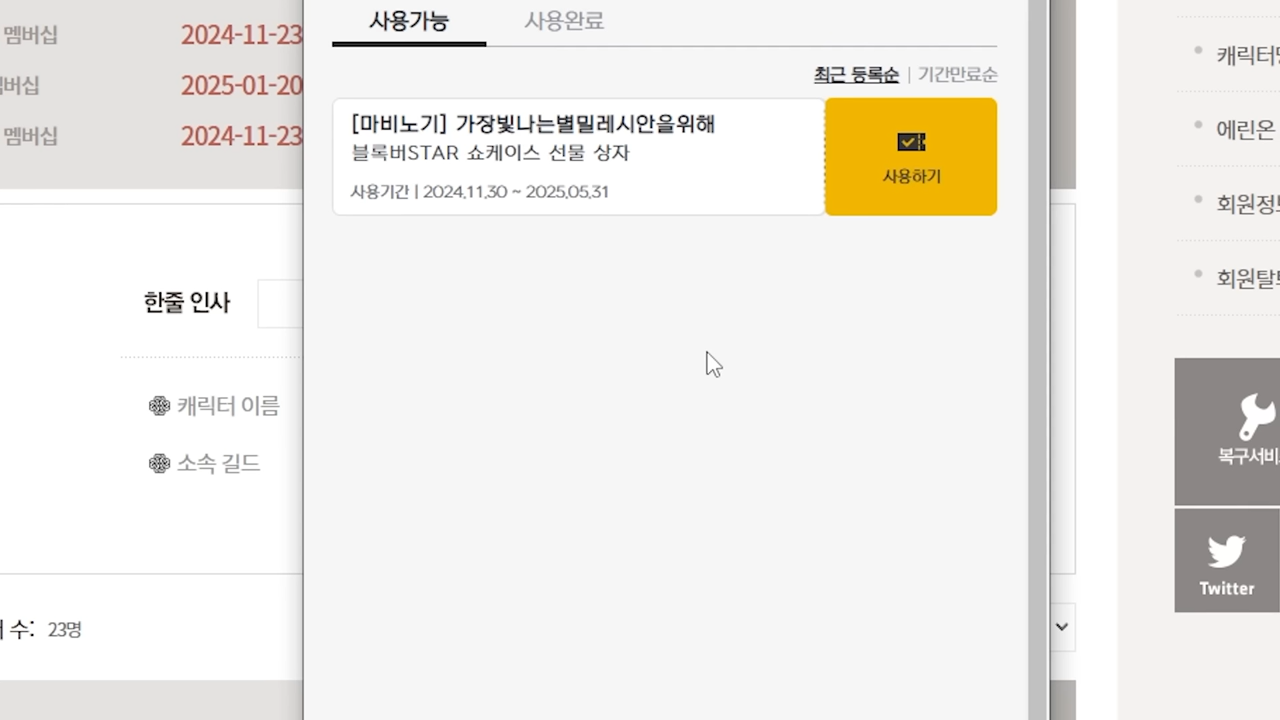 멤버십 2024-11-23
멤버십 2025-01-20
멤버십 2024-11-23
한줄 인사
캐릭터 이름
소속 길드
수: 23명
사용가능 사용완료
최근 등록순 | 기간만료순
[마비노기] 가장빛나는별밀레시안을위해
블록버STAR 쇼케이스 선물 상자
사용기간 | 2024.11.30 ~ 2025.05.31
사용하기
캐릭터
에린온
회원정보
회원탈퇴
복구서비
Twitter